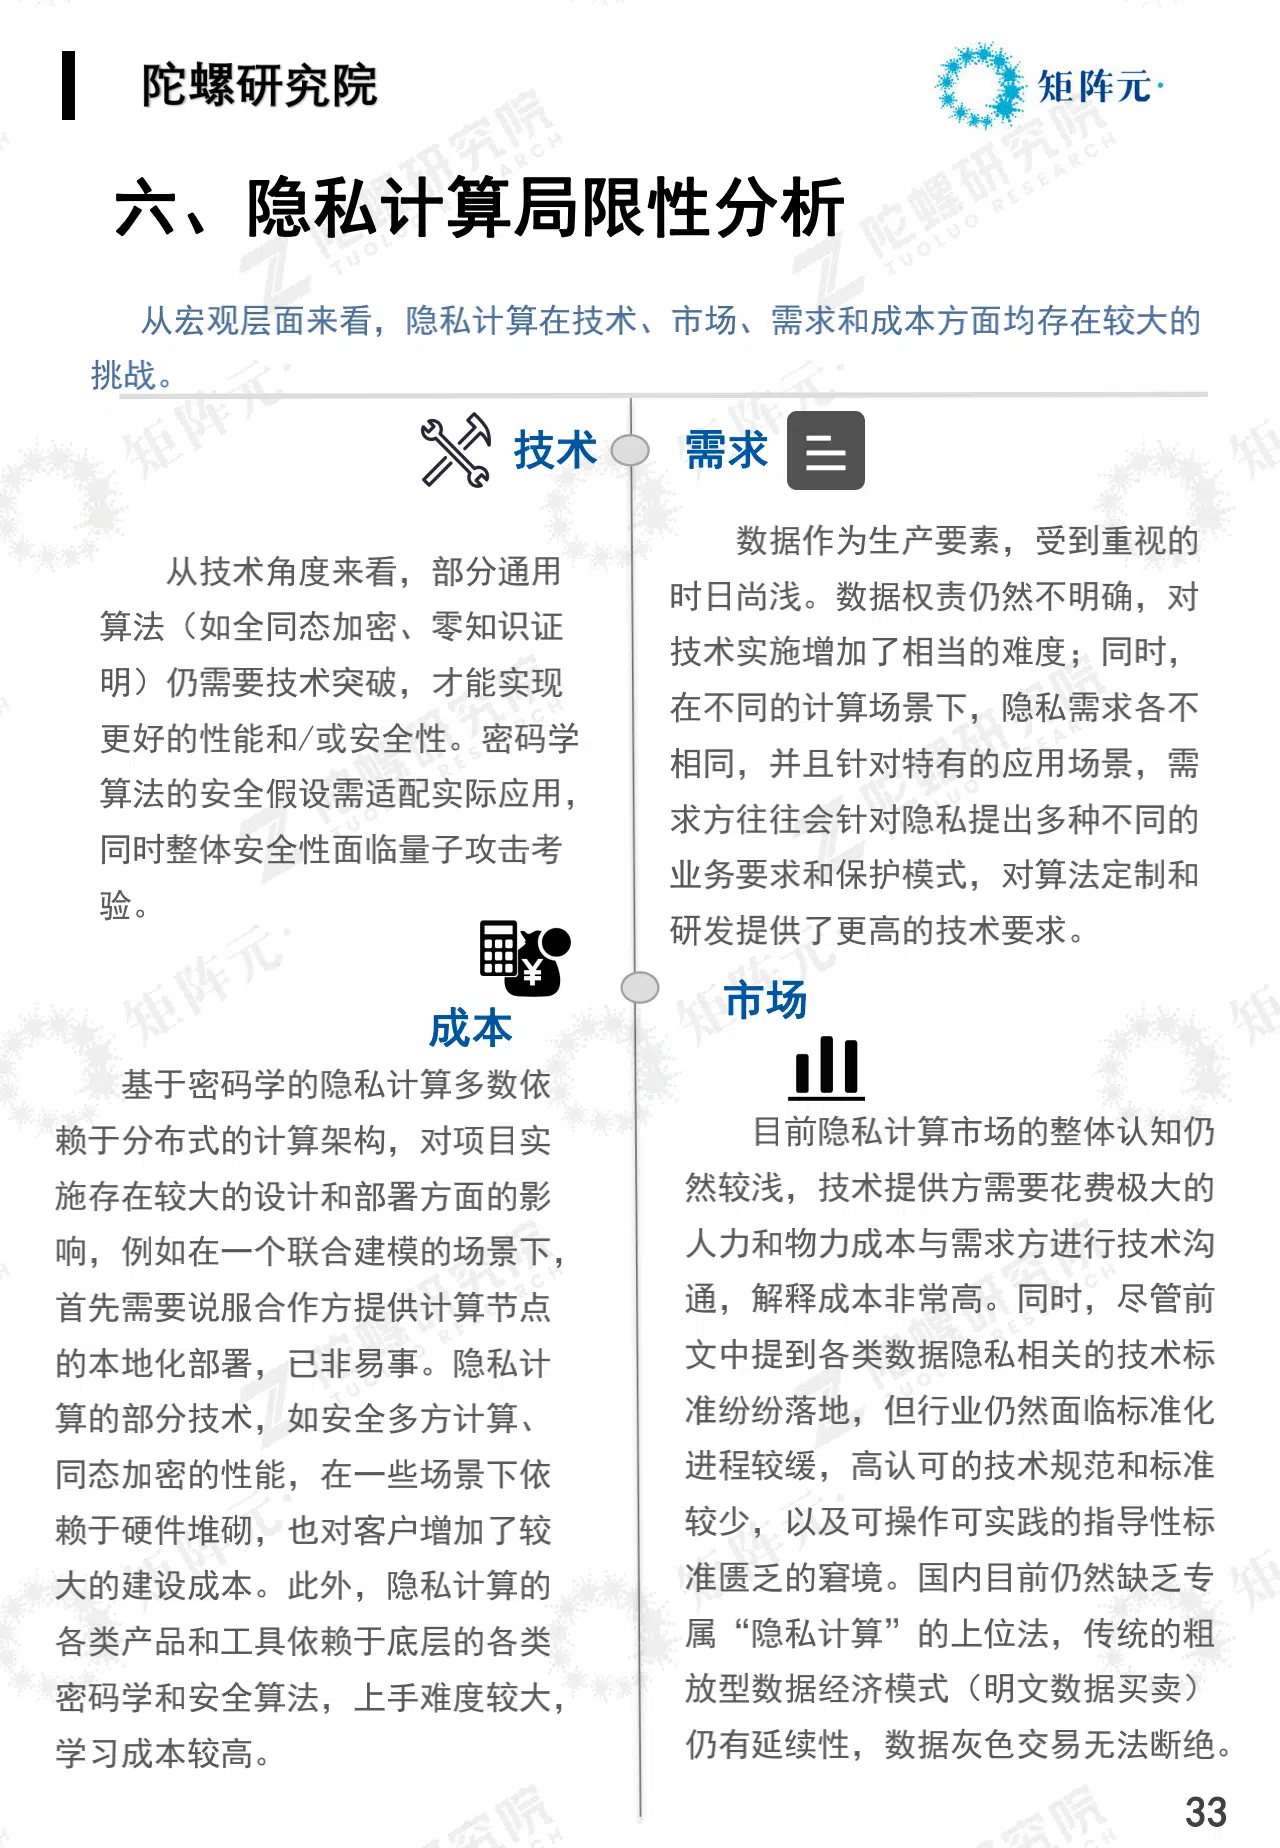 陀螺研究院
矩阵元
六、隐私计算局限性分析
从宏观层面来看，隐私计算在技术、市场、需求和成本方面均存在较大的
挑战。
技术
从技术角度来看，部分通用
算法（如全同态加密、零知识证
明）仍需要技术突破，才能实现
更好的性能和/或安全性。密码学
算法的安全假设需适配实际应用，
同时整体安全性面临量子攻击考
验。
需求
数据作为生产要素，受到重视的
时日尚浅。数据权责仍然不明确，对
技术实施增加了相当的难度；同时，
在不同的计算场景下，隐私需求各不
相同，并且针对特有的应用场景，需
求方往往会针对隐私提出多种不同的
业务要求和保护模式，对算法定制和
研发提供了更高的技术要求。
成本
基于密码学的隐私计算多数依
赖于分布式的计算架构，对项目实
施存在较大的设计和部署方面的影
响，例如在一个联合建模的场景下，
首先需要说服合作方提供计算节点
的本地化部署，已非易事。隐私计
算的部分技术，如安全多方计算、
同态加密的性能，在一些场景下依
赖于硬件堆砌，也对客户增加了较
大的建设成本。此外，隐私计算的
各类产品和工具依赖于底层的各类
密码学和安全算法，上手难度较大，
学习成本较高。
市场
目前隐私计算市场的整体认知仍
然较浅，技术提供方需要花费极大的
人力和物力成本与需求方进行技术沟
通，解释成本非常高。同时，尽管前
文中提到各类数据隐私相关的技术标
准纷纷落地，但行业仍然面临标准化
进程较缓，高认可的技术规范和标准
较少，以及可操作可实践的指导性标
准匮乏的窘境。国内目前仍然缺乏专
属“隐私计算”的上位法，传统的粗
放型数据经济模式（明文数据买卖）
仍有延续性，数据灰色交易无法断绝。
33